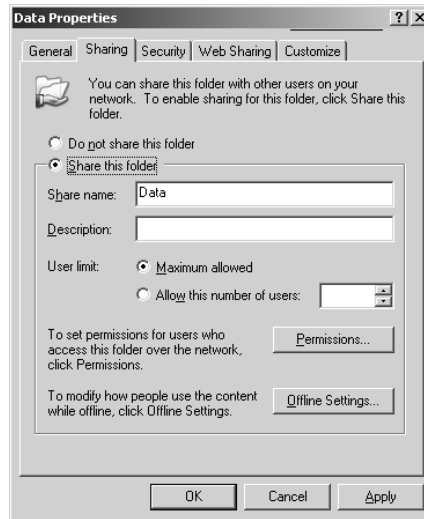 Data Properties
General Sharing Security Web Sharing Customize
You can share this folder with other users on your
network. To enable sharing for this folder, click Share this
folder.
Do not share this folder
Share this folder
Share name: Data
Description:
User limit: Maximum allowed
Allow this number of users:
To set permissions for users who
access this folder over the network,
click Permissions.
Permissions...
To modify how people use the content
while offline, click Offline Settings.
Offline Settings...
OK Cancel Apply